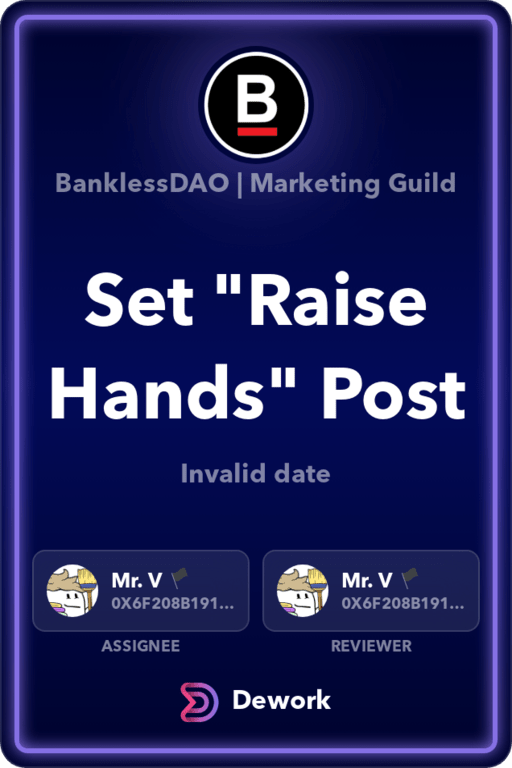 B
BanklessDAO | Marketing Guild
Set "Raise
Hands" Post
Invalid date
Mr. V 🏴
0X6F208B191...
ASSIGNEE
Mr. V 🏴
0X6F208B191...
REVIEWER
Dework